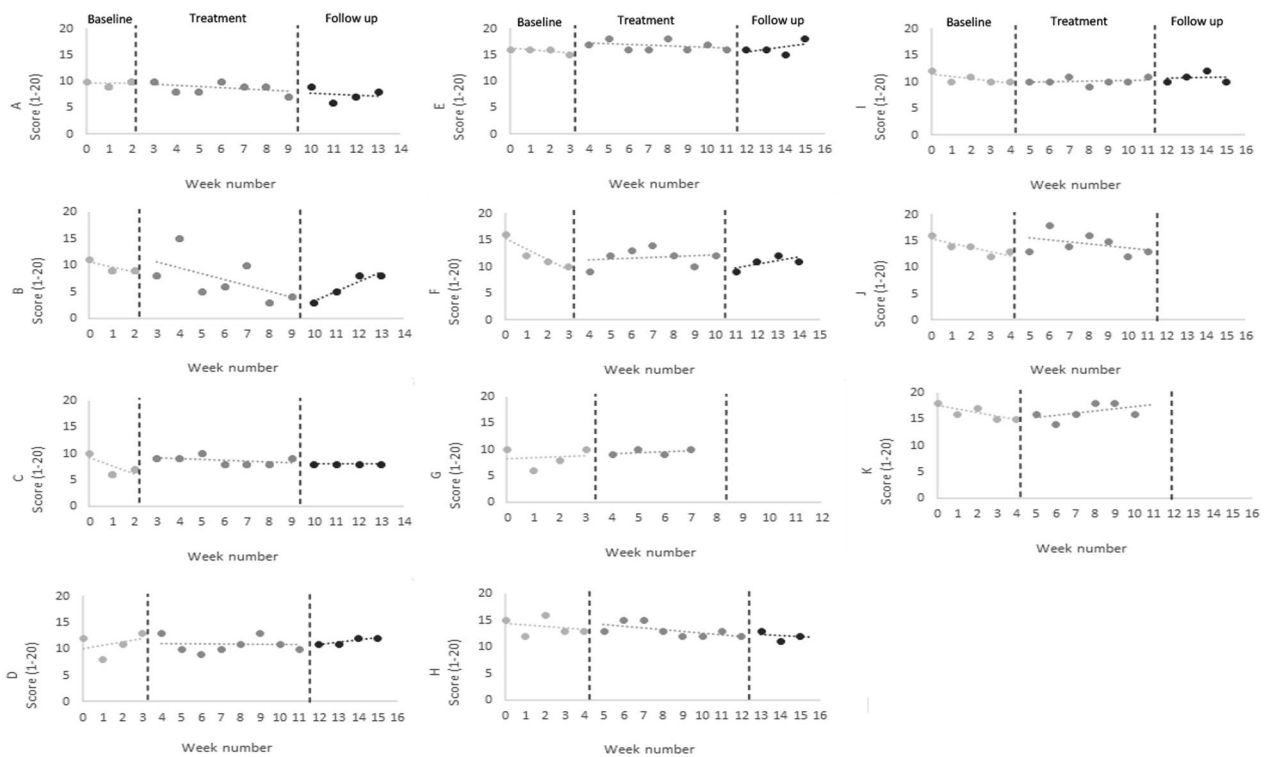 Baseline Treatment Follow up
A
Score (1-20)
20
15
10
5
0
0 1 2 3 4 5 6 7 8 9 10 11 12 13 14
Week number
B
Score (1-20)
20
15
10
5
0
0 1 2 3 4 5 6 7 8 9 10 11 12 13 14
Week number
C
Score (1-20)
20
15
10
5
0
0 1 2 3 4 5 6 7 8 9 10 11 12 13 14
Week number
D
Score (1-20)
20
15
10
5
0
0 1 2 3 4 5 6 7 8 9 10 11 12 13 14 15 16
Week number
Baseline Treatment Follow up
E
Score (1-20)
20
15
10
5
0
0 1 2 3 4 5 6 7 8 9 10 11 12 13 14 15 16
Week number
F
Score (1-20)
20
15
10
5
0
0 1 2 3 4 5 6 7 8 9 10 11 12 13 14 15
Week number
G
Score (1-20)
20
15
10
5
0
0 1 2 3 4 5 6 7 8 9 10 11 12
Week number
H
Score (1-20)
20
15
10
5
0
0 1 2 3 4 5 6 7 8 9 10 11 12 13 14 15 16
Week number
Baseline Treatment Follow up
I
Score (1-20)
20
15
10
5
0
0 1 2 3 4 5 6 7 8 9 10 11 12 13 14 15 16
Week number
J
Score (1-20)
20
15
10
5
0
0 1 2 3 4 5 6 7 8 9 10 11 12 13 14 15 16
Week number
K
Score (1-20)
20
15
10
5
0
0 1 2 3 4 5 6 7 8 9 10 11 12 13 14 15 16
Week number